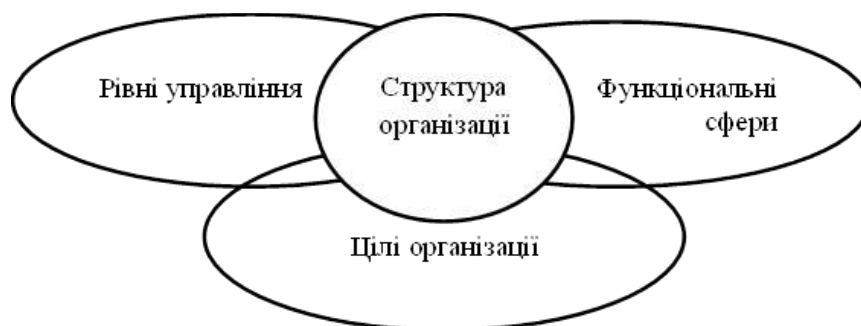 Рівні управління
Структура
організації
Функціональні
сфери
Цілі організації